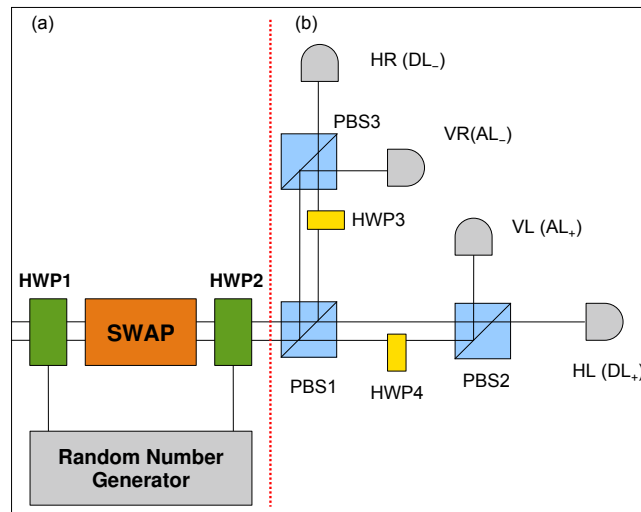 (a)
(b)
HR (DL₋)
PBS3
VR(AL₋)
HWP3
VL (AL₊)
HWP1
HWP2
SWAP
PBS1
HWP4
PBS2
HL (DL₊)
Random Number
Generator